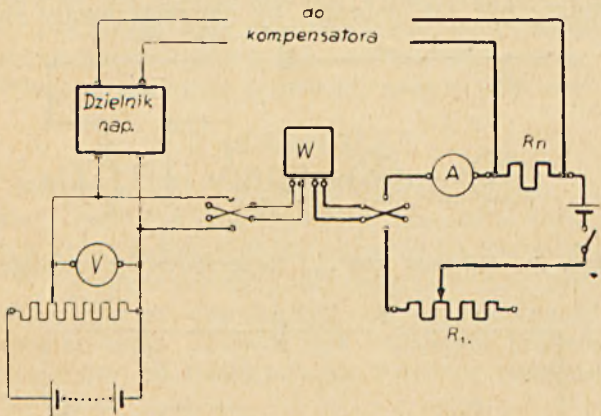 do
kompensatora
Dzielnik
nap.
W
A
Rn
V
R₁.